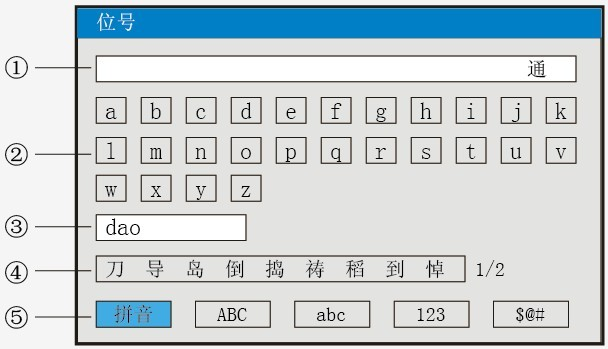 位号
① 通
a b c d e f g h i j k
② l m n o p q r s t u v
w x y z
③ dao
④ 刀 导 岛 倒 捣 祷 稻 到 悼 1/2
⑤ 拼音 ABC abc 123 $@#